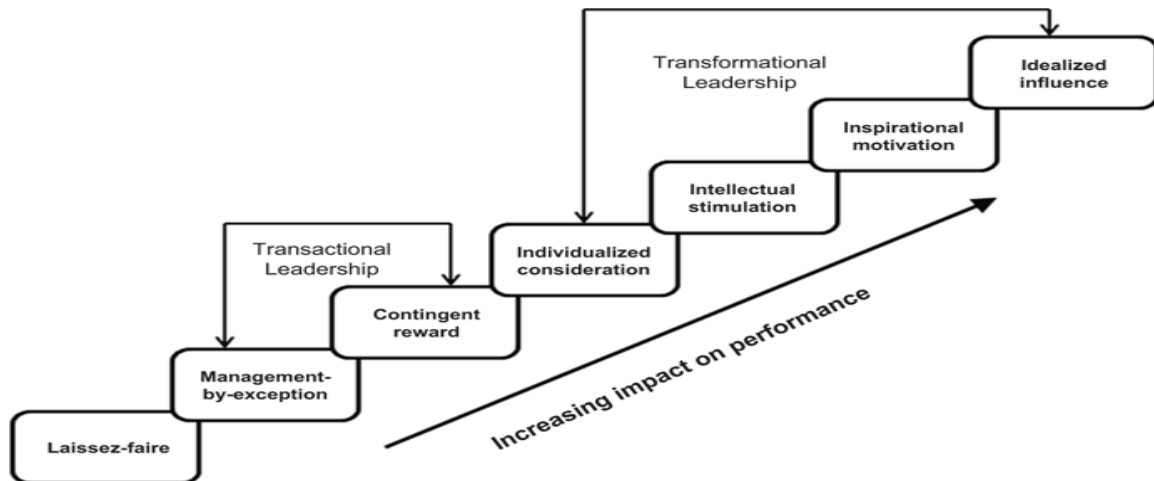 Transformational
Leadership
Idealized
influence
Inspirational
motivation
Intellectual
stimulation
Transactional
Leadership
Individualized
consideration
Contingent
reward
Management-
by-exception
Laissez-faire
Increasing impact on performance